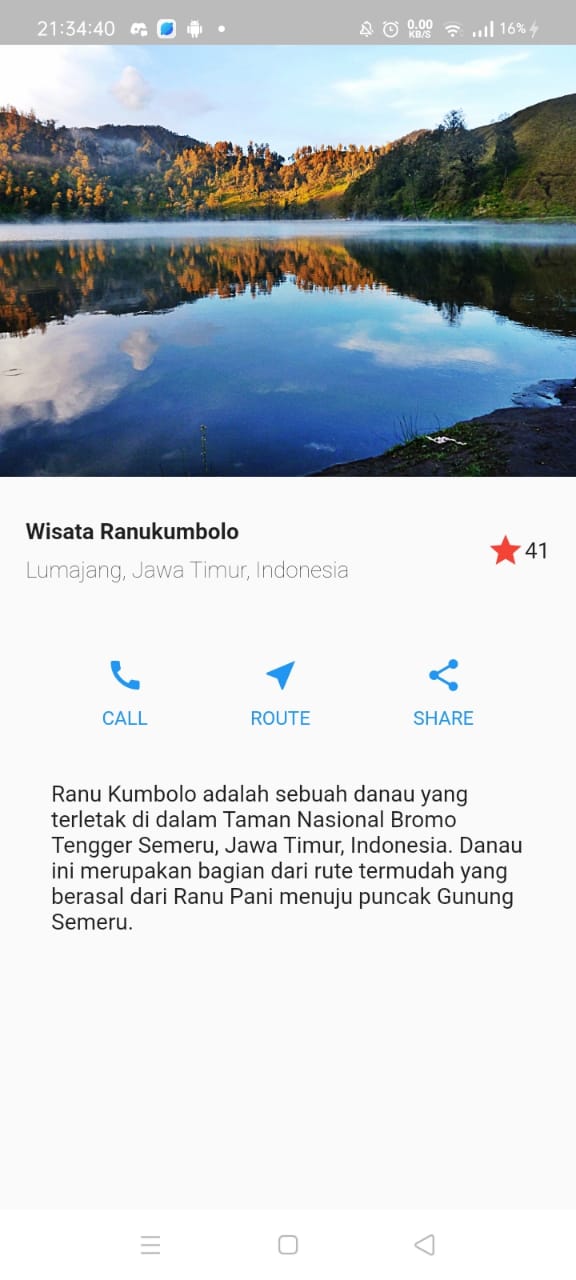 21:34:40 0.00 KB/S 16%
Wisata Ranukumbolo
Lumajang, Jawa Timur, Indonesia
41
CALL ROUTE SHARE
Ranu Kumbolo adalah sebuah danau yang
terletak di dalam Taman Nasional Bromo
Tengger Semeru, Jawa Timur, Indonesia. Danau
ini merupakan bagian dari rute termudah yang
berasal dari Ranu Pani menuju puncak Gunung
Semeru.